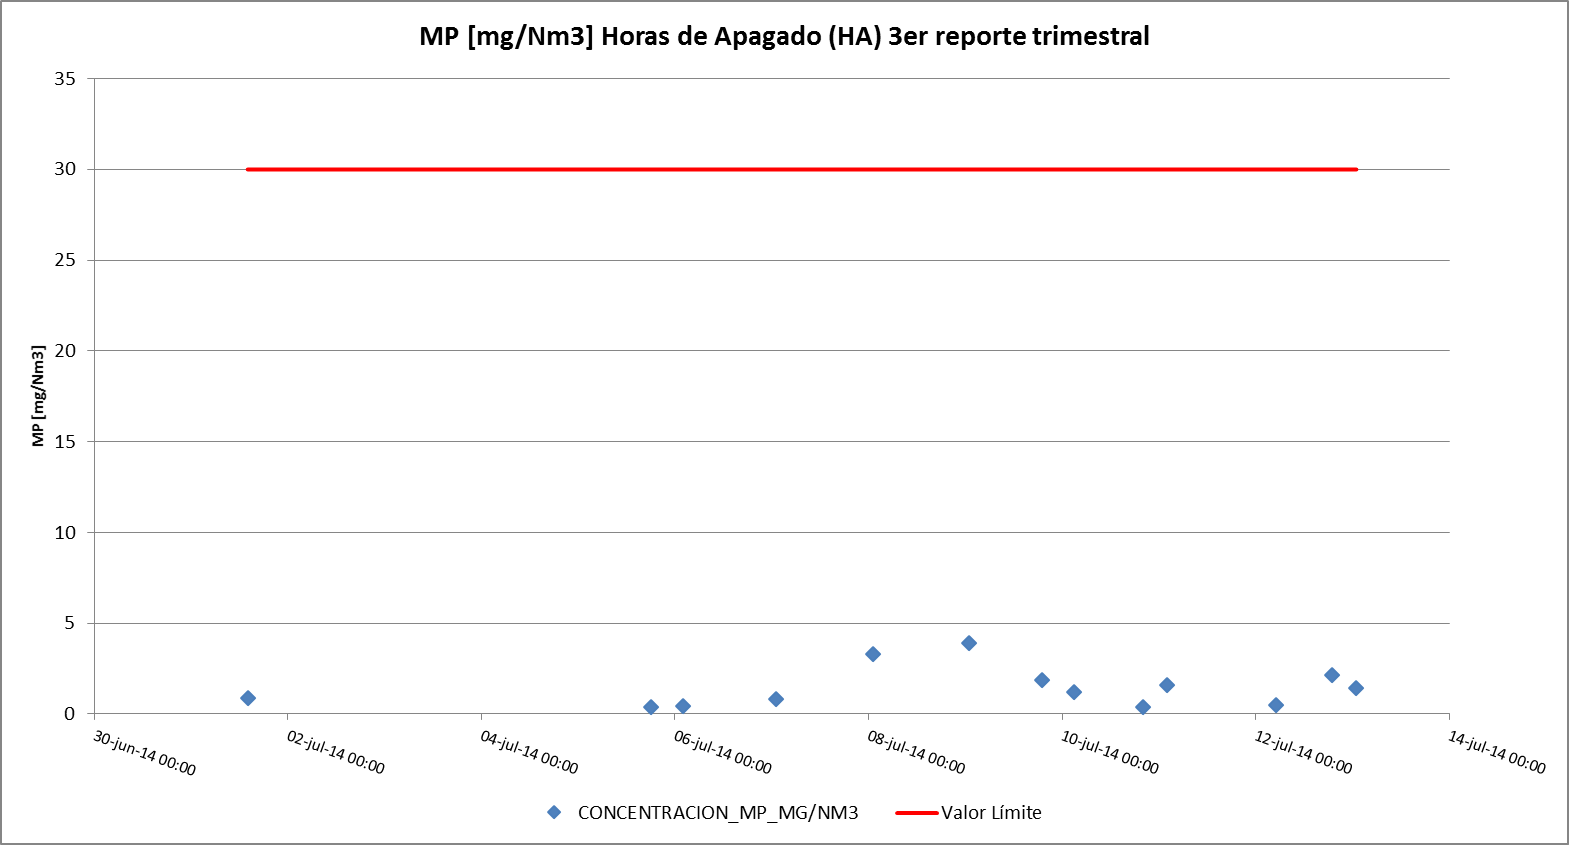 MP [mg/Nm3] Horas de Apagado (HA) 3er reporte trimestral
35
30
25
20
15
10
5
0
MP [mg/Nm3]
30-jun-14 00:00
02-jul-14 00:00
04-jul-14 00:00
06-jul-14 00:00
08-jul-14 00:00
10-jul-14 00:00
12-jul-14 00:00
14-jul-14 00:00
CONCENTRACION_MP_MG/NM3
Valor Límite